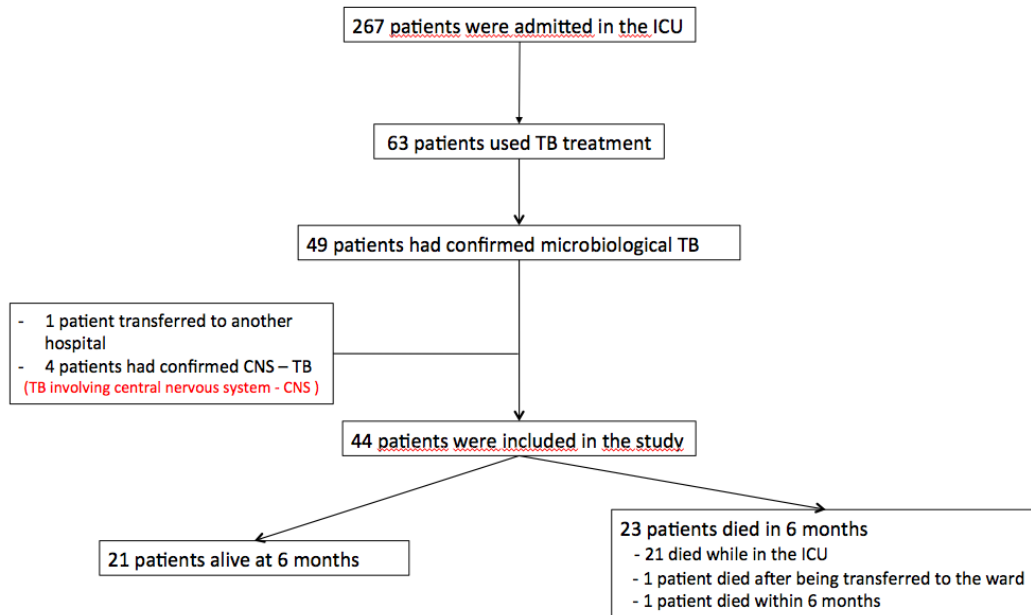 267 patients were admitted in the ICU
63 patients used TB treatment
49 patients had confirmed microbiological TB
- 1 patient transferred to another
hospital
- 4 patients had confirmed CNS – TB
(TB involving central nervous system - CNS )
44 patients were included in the study
21 patients alive at 6 months
23 patients died in 6 months
- 21 died while in the ICU
- 1 patient died after being transferred to the ward
- 1 patient died within 6 months